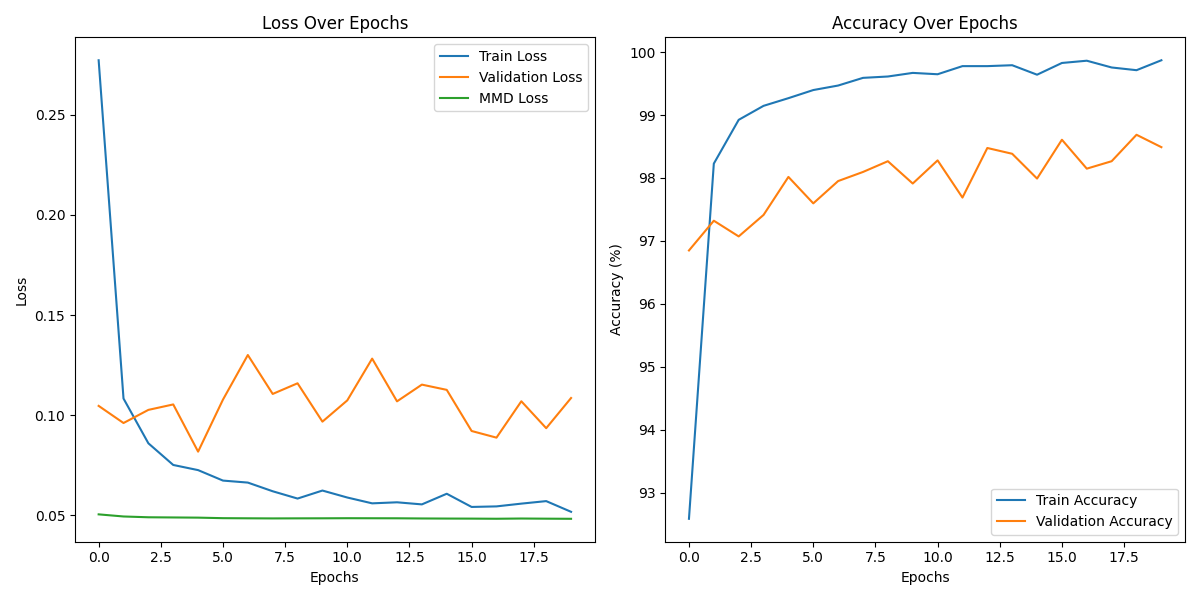 Loss Over Epochs
Train Loss
Validation Loss
MMD Loss
0.25
0.20
0.15
0.10
0.05
Loss
0.0 2.5 5.0 7.5 10.0 12.5 15.0 17.5
Epochs
Accuracy Over Epochs
100
99
98
97
96
95
94
93
Accuracy (%)
Train Accuracy
Validation Accuracy
0.0 2.5 5.0 7.5 10.0 12.5 15.0 17.5
Epochs